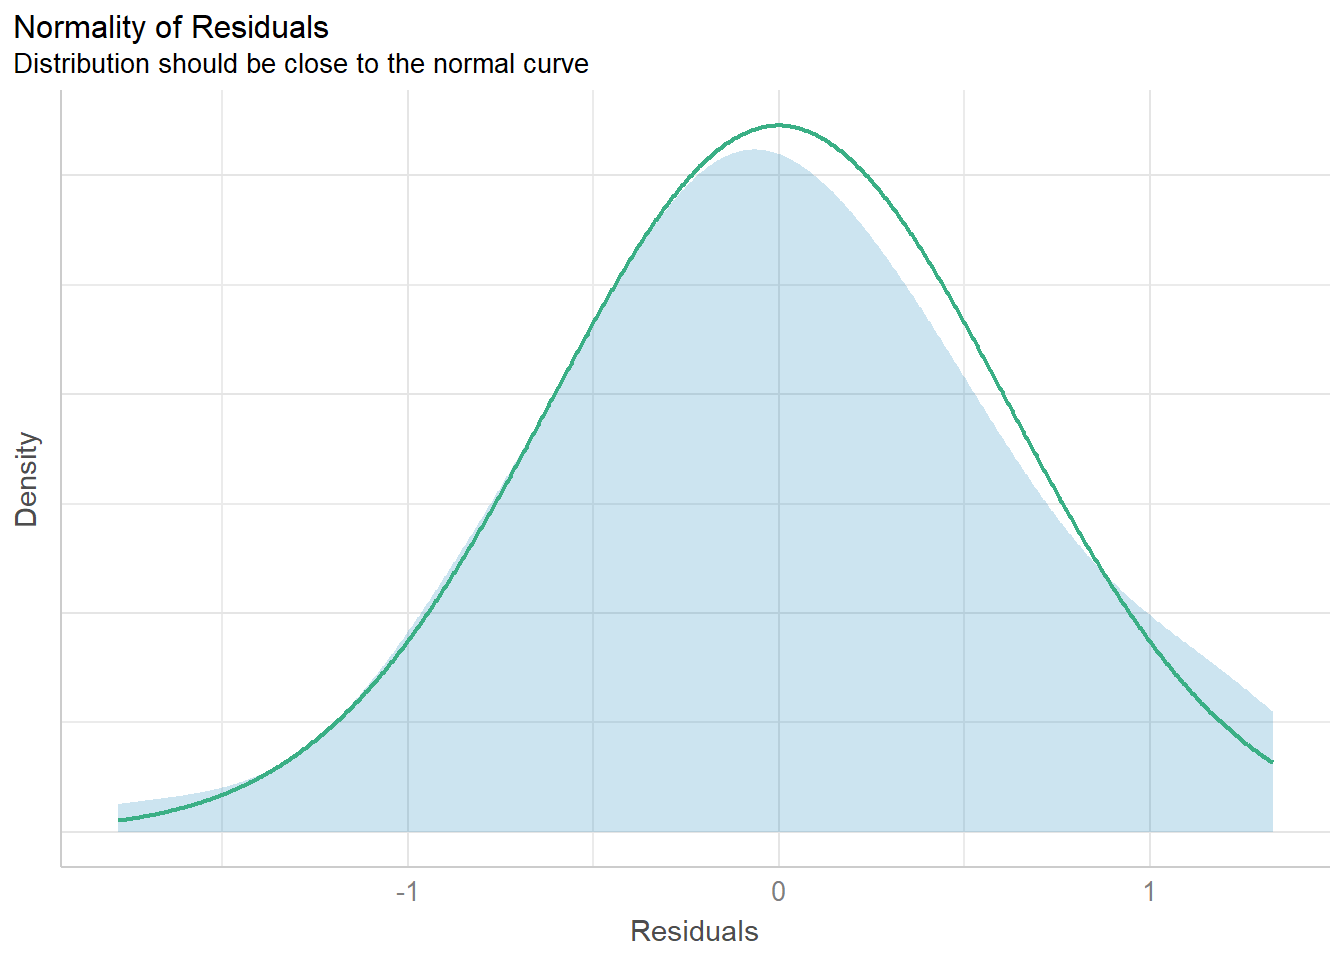 Normality of Residuals
Distribution should be close to the normal curve
Density
-1
0
1
Residuals